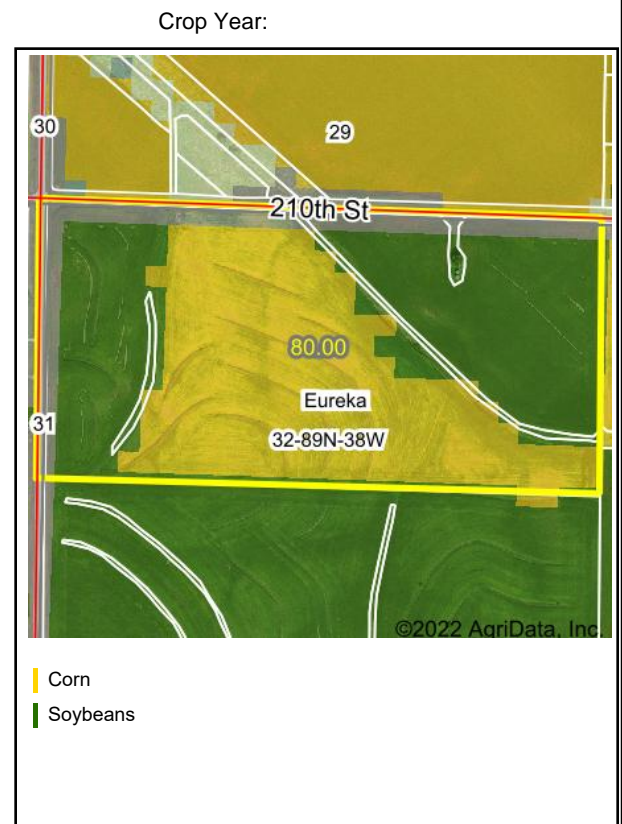 Crop Year:
30
29
210th St
80.00
Eureka
31
32-89N-38W
©2022 AgriData, Inc.
Corn
Soybeans